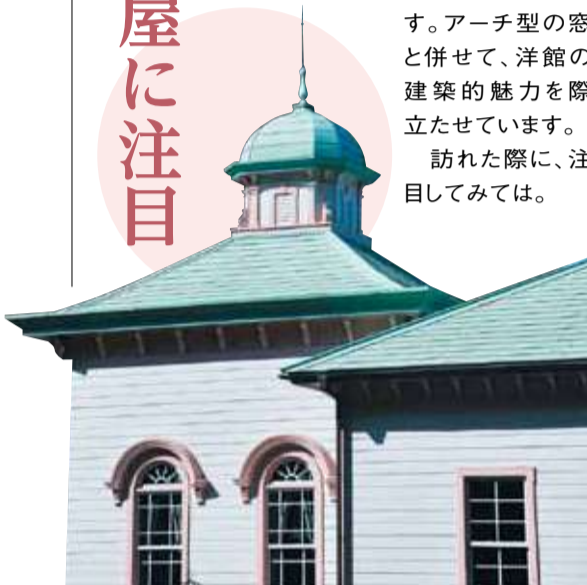 す。アーチ型の窓
と併せて、洋館の
建築的魅力を際
立たせています。
　訪れた際に、注
目してみては。
屋に注目